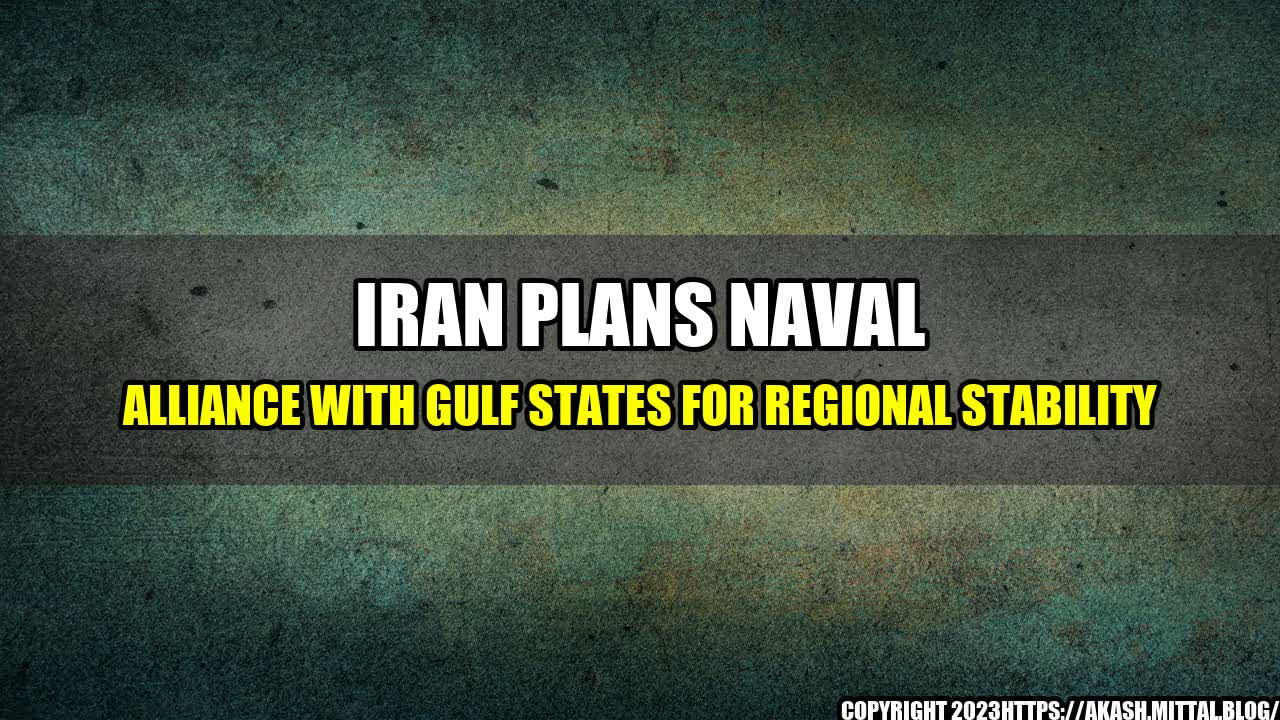 IRAN PLANS NAVAL
ALLIANCE WITH GULF STATES FOR REGIONAL STABILITY
COPYRIGHT 2023HTTPS://AKASH.MITTAL.BLOG/